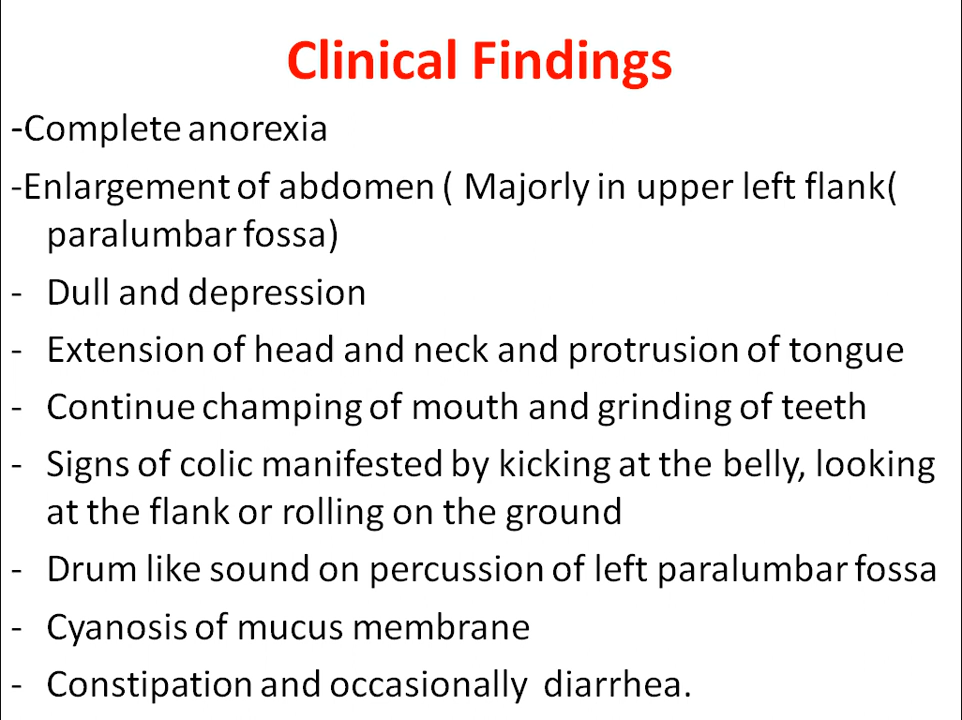 Clinical Findings
-Complete anorexia
-Enlargement of abdomen ( Majorly in upper left flank(
paralumbar fossa)
- Dull and depression
- Extension of head and neck and protrusion of tongue
- Continue champing of mouth and grinding of teeth
- Signs of colic manifested by kicking at the belly, looking
at the flank or rolling on the ground
- Drum like sound on percussion of left paralumbar fossa
- Cyanosis of mucus membrane
- Constipation and occasionally diarrhea.